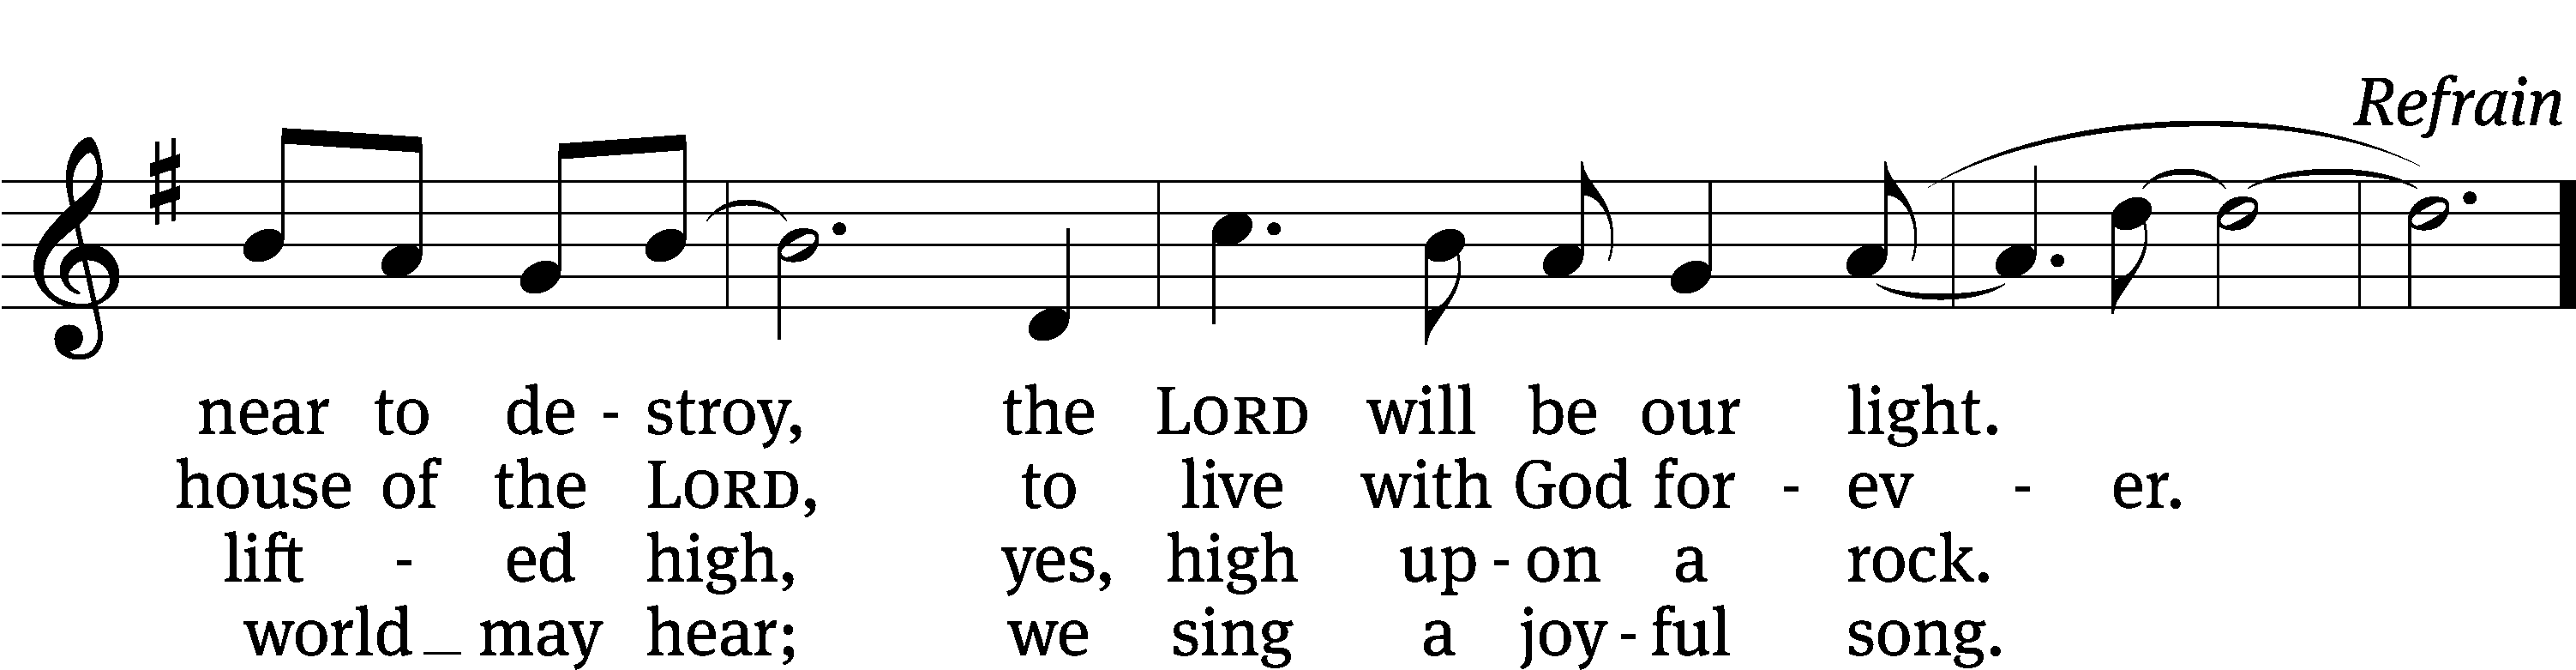 Refrain
near to de - stroy, the LORD will be our light.
house of the LORD, to live with God for - ev - er.
lift - ed high, yes, high up - on a rock.
world _ may hear; we sing a joy - ful song.